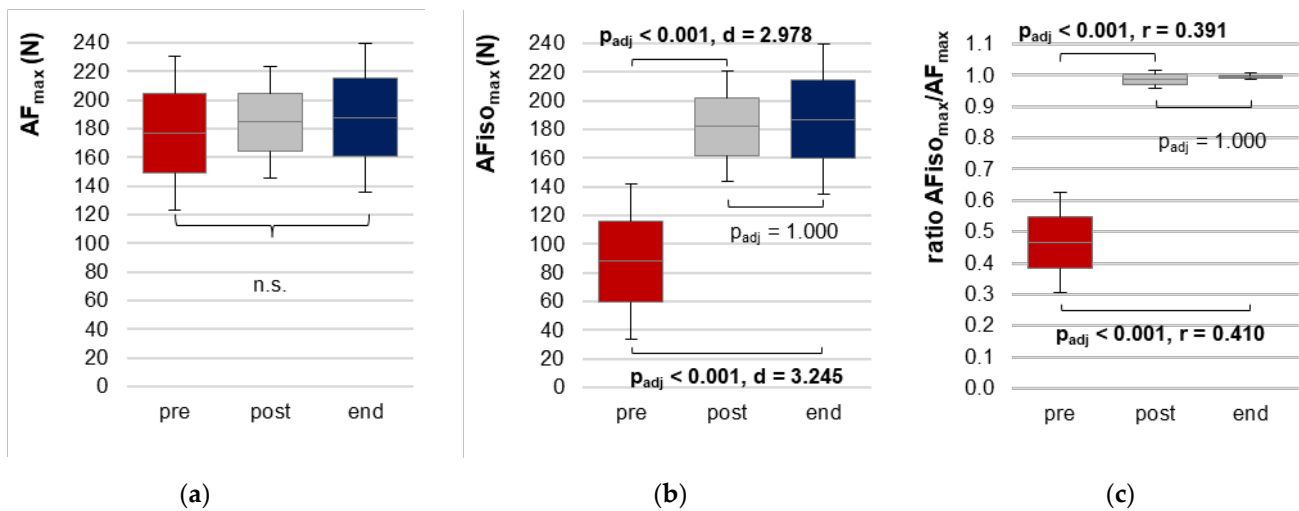 AFmax (N)
240
220
200
180
160
140
120
100
80
60
40
20
0
n.s.
pre post end
(a)
AFisomax (N)
padj < 0.001, d = 2.978
240
220
200
180
160
140
120
100
80
60
40
20
0
padj = 1.000
padj < 0.001, d = 3.245
pre post end
(b)
ratio AFisomax/AFmax
padj < 0.001, r = 0.391
1.1
1.0
0.9
0.8
0.7
0.6
0.5
0.4
0.3
0.2
0.1
0.0
padj = 1.000
padj < 0.001, r = 0.410
pre post end
(c)